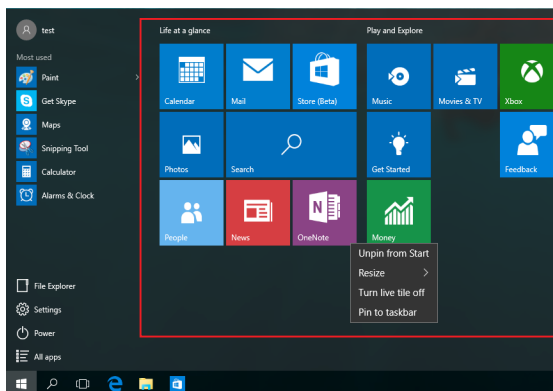 test
Most used
Paint
Get Skype
Maps
Snipping Tool
Calculator
Alarms & Clock
File Explorer
Settings
Power
All apps
Life at a glance
Calendar
Mail
Store (Beta)
Photos
Search
People
News
OneNote
Play and Explore
Music
Movies & TV
Xbox
Get Started
Feedback
Money
Unpin from Start
Resize
Turn live tile off
Pin to taskbar